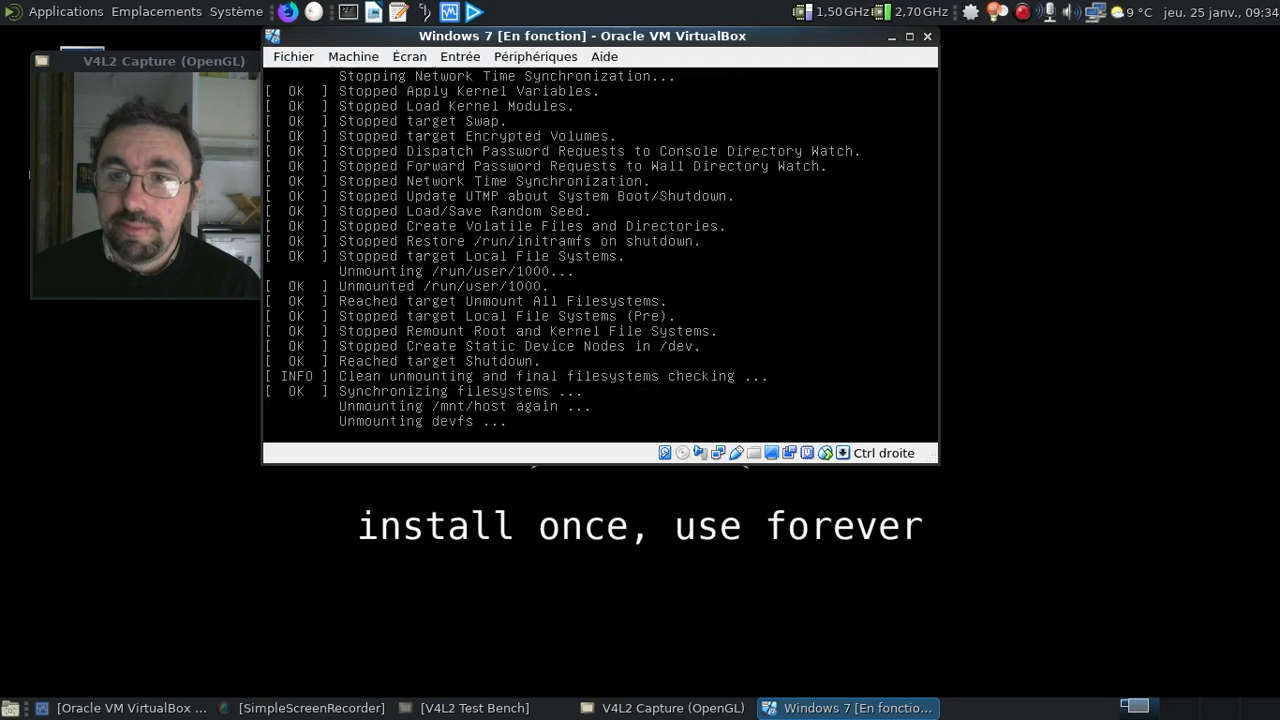 Applications Emplacements Système
1,50 GHz 2,70 GHz 9 °C jeu. 25 janv., 09:34
V4L2 Capture (OpenGL)
Windows 7 [En fonction] - Oracle VM VirtualBox
Fichier Machine Écran Entrée Périphériques Aide
Stopping Network Time Synchronization...
[ OK ] Stopped Apply Kernel Variables.
[ OK ] Stopped Load Kernel Modules.
[ OK ] Stopped target Swap.
[ OK ] Stopped target Encrypted Volumes.
[ OK ] Stopped Dispatch Password Requests to Console Directory Watch.
[ OK ] Stopped Forward Password Requests to Wall Directory Watch.
[ OK ] Stopped Network Time Synchronization.
[ OK ] Stopped Update UTMP about System Boot/Shutdown.
[ OK ] Stopped Load/Save Random Seed.
[ OK ] Stopped Create Volatile Files and Directories.
[ OK ] Stopped Restore /run/initramfs on shutdown.
[ OK ] Stopped target Local File Systems.
Unmounting /run/user/1000...
[ OK ] Unmounted /run/user/1000.
[ OK ] Reached target Unmount All Filesystems.
[ OK ] Stopped target Local File Systems (Pre).
[ OK ] Stopped Remount Root and Kernel File Systems.
[ OK ] Stopped Create Static Device Nodes in /dev.
[ OK ] Reached target Shutdown.
[ INFO ] Clean unmounting and final filesystems checking ...
[ OK ] Synchronizing filesystems ...
Unmounting /mnt/host again ...
Unmounting devfs ...
Ctrl droite
install once, use forever
[Oracle VM VirtualBox ... [SimpleScreenRecorder] [V4L2 Test Bench] V4L2 Capture (OpenGL) Windows 7 [En fonctio...